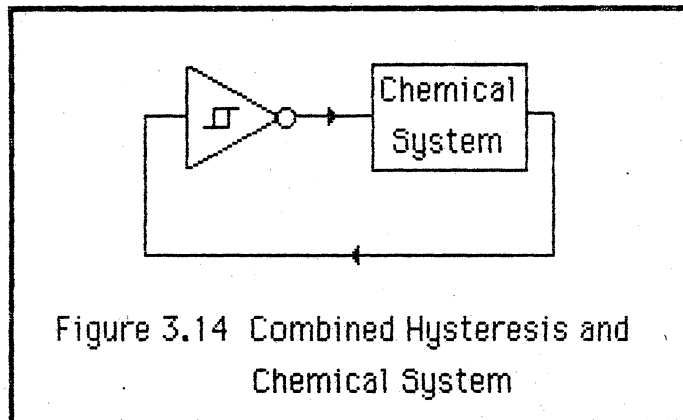 Chemical
System
Figure 3.14 Combined Hysteresis and
Chemical System